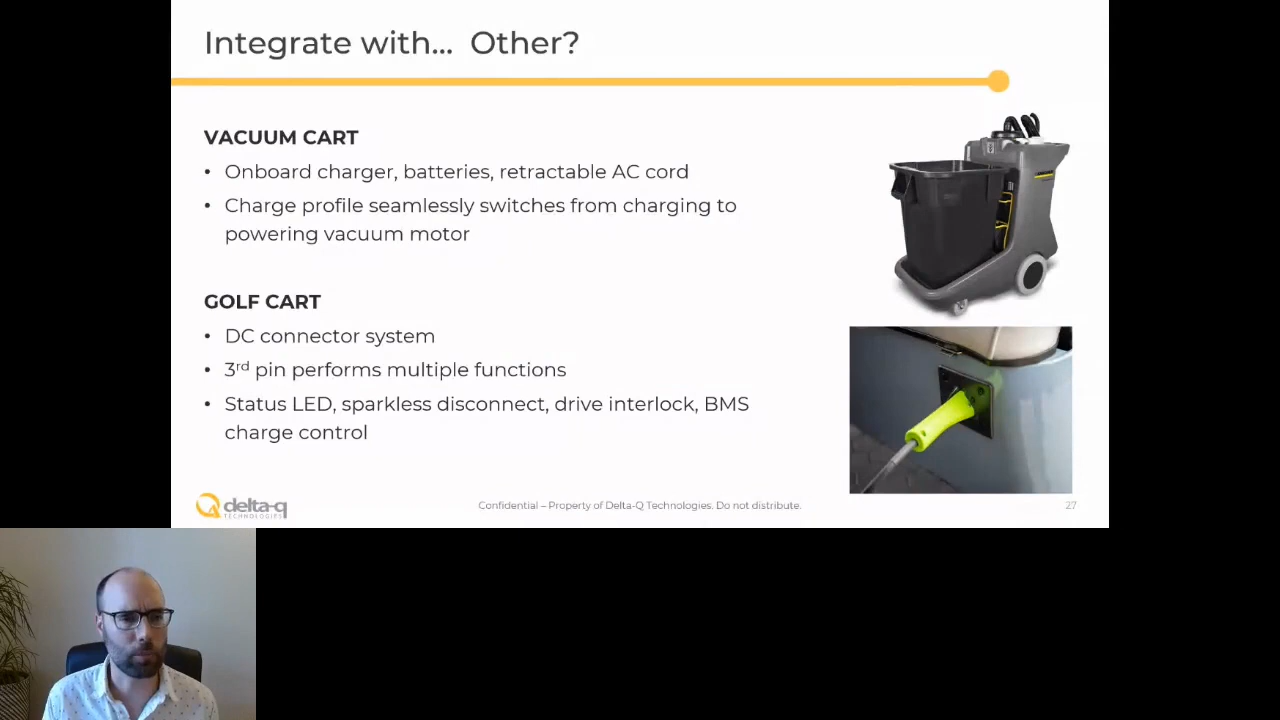 Integrate with... Other?
VACUUM CART
• Onboard charger, batteries, retractable AC cord
• Charge profile seamlessly switches from charging to
powering vacuum motor
GOLF CART
• DC connector system
• 3rd pin performs multiple functions
• Status LED, sparkless disconnect, drive interlock, BMS
charge control
delta-q
TECHNOLOGIES
Confidential – Property of Delta-Q Technologies. Do not distribute.
27